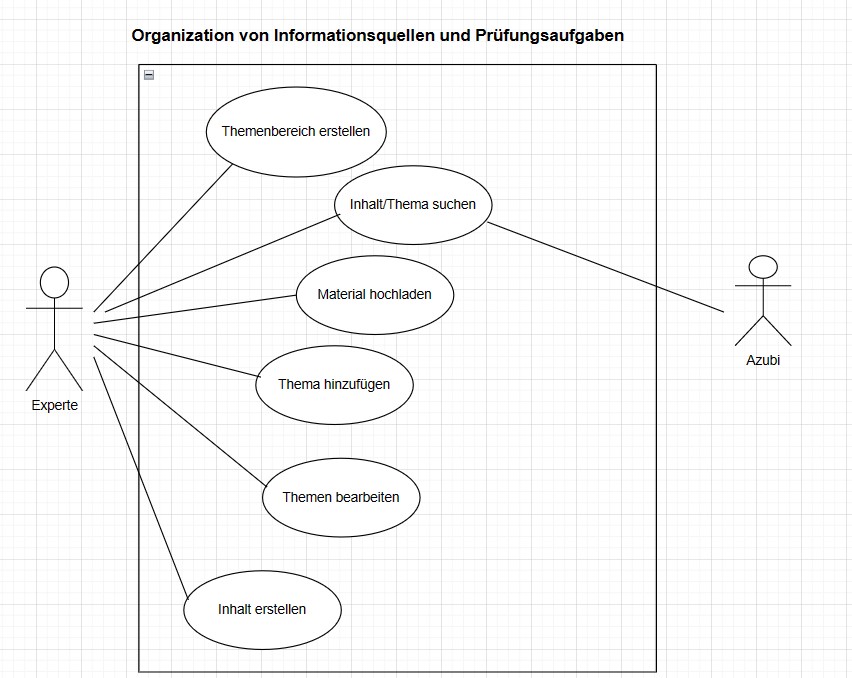 Organization von Informationsquellen und Prüfungsaufgaben
Themenbereich erstellen
Inhalt/Thema suchen
Material hochladen
Thema hinzufügen
Themen bearbeiten
Inhalt erstellen
Experte
Azubi